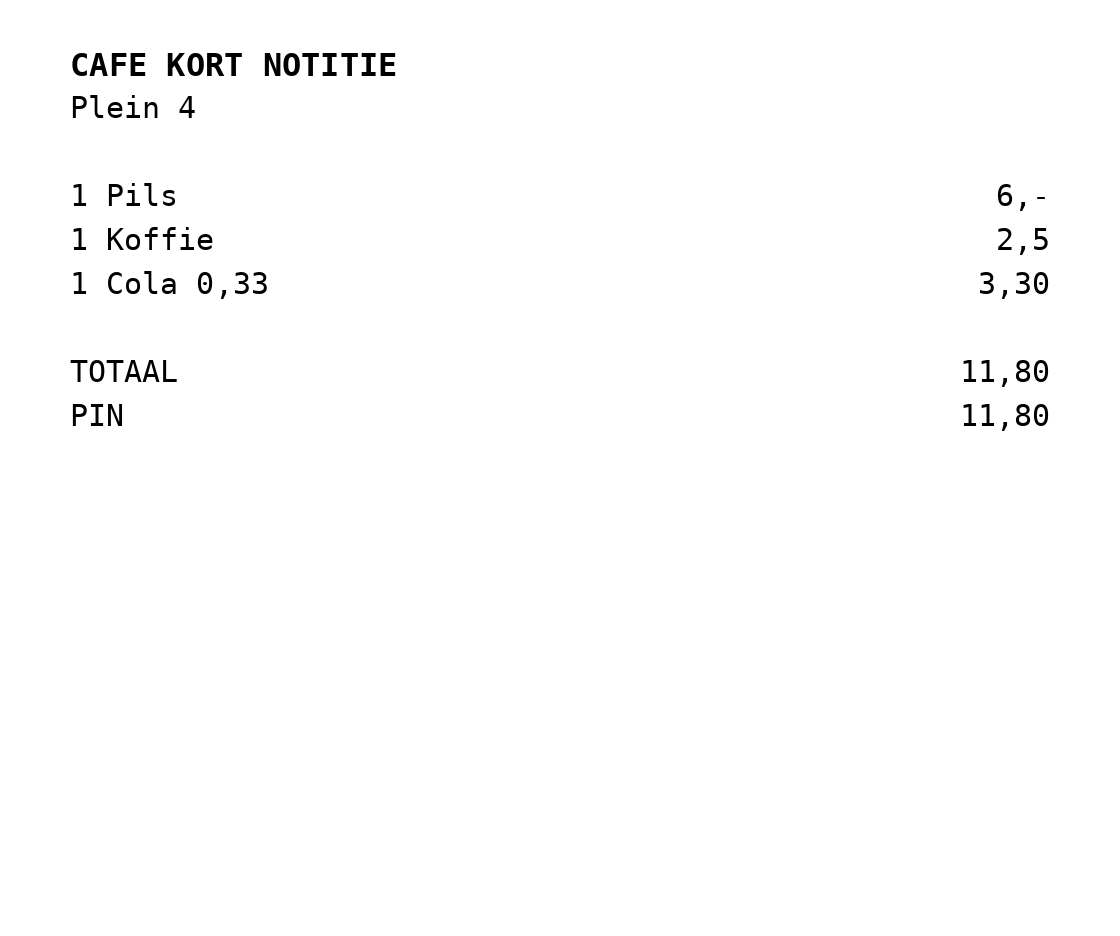 CAFE KORT NOTITIE
Plein 4
1 Pils 6,-
1 Koffie 2,5
1 Cola 0,33 3,30
TOTAAL 11,80
PIN 11,80